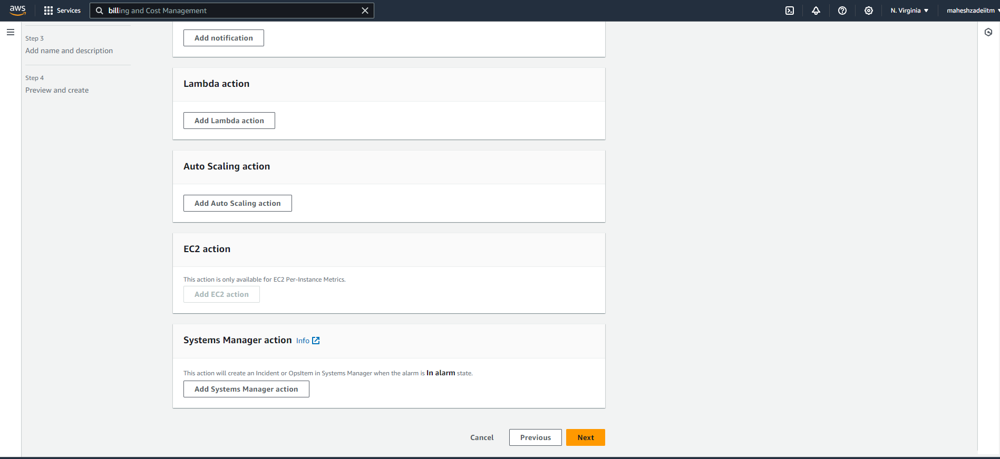 aws
Services
billing and Cost Management
N. Virginia
maheshzadeiitm
Step 3
Add name and description
Step 4
Preview and create
Add notification
Lambda action
Add Lambda action
Auto Scaling action
Add Auto Scaling action
EC2 action
This action is only available for EC2 Per-Instance Metrics.
Add EC2 action
Systems Manager action Info
This action will create an Incident or OpsItem in Systems Manager when the alarm is In alarm state.
Add Systems Manager action
Cancel
Previous
Next